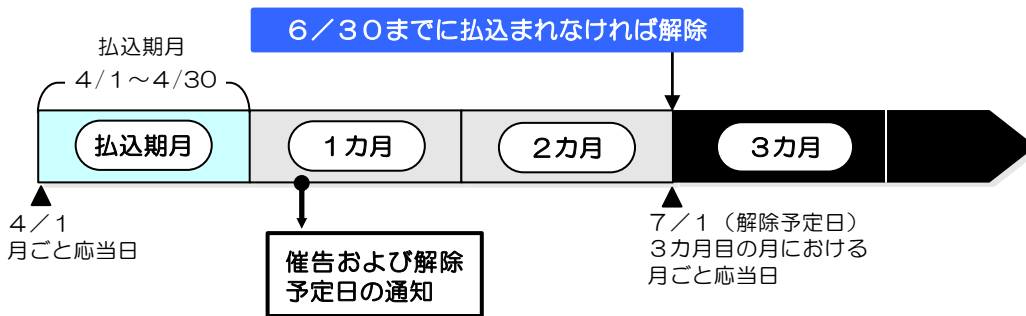 6／30までに払込まれなければ解除
払込期月
4/1～4/30
払込期月
1カ月
2カ月
3カ月
4／1
月ごと応当日
催告および解除
予定日の通知
7／1（解除予定日）
3カ月目の月における
月ごと応当日